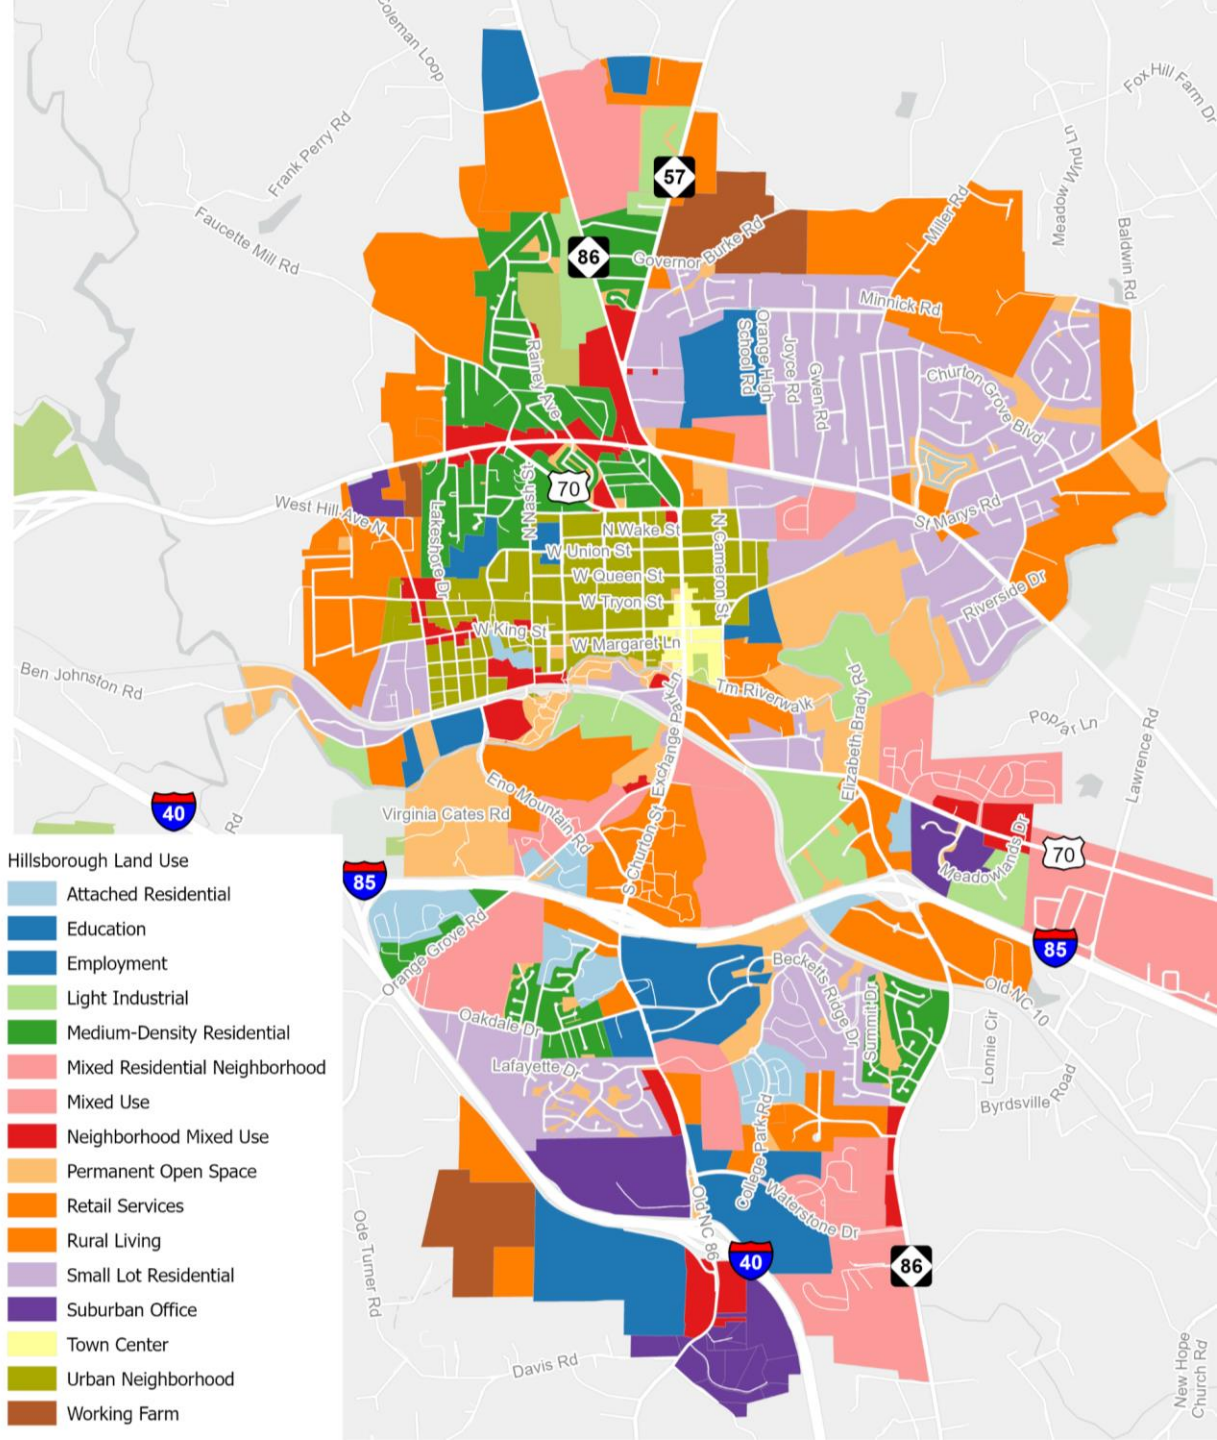 Coleman Loop
Fox Hill Farm Dr
Frank Perry Rd
Meadow Wynd Ln
57
Miller Rd
Faucette Mill Rd
Baldwin Rd
86
Governor Burke Rd
Minnick Rd
Orange High School Rd
Joyce Rd
Gwen Rd
Rainey Ave
Churton Grove Blvd
70
West Hill Ave N
Lakeshore Dr
N Nash St
N Wake St
N Cameron St
St Marys Rd
W Union St
W Queen St
W Tryon St
Riverside Dr
W King St
W Margaret Ln
Ben Johnston Rd
Tm Riverwalk
Elizabeth Brady Rd
Poplar Ln
Exchange Park Ln
Lawrence Rd
40
Rd
Virginia Cates Rd
Eno Mountain Rd
S Churton St
Meadowlands Dr
70
85
Orange Grove Rd
85
Becketts Ridge Dr
Old NC 10
Oakdale Dr
Summit Dr
Lonnie Cir
Lafayette Dr
Byrdsville Road
College Park Rd
Waterstone Dr
Old NC 86
Ode Turner Rd
40
86
Davis Rd
New Hope Church Rd
Hillsborough Land Use
Attached Residential
Education
Employment
Light Industrial
Medium-Density Residential
Mixed Residential Neighborhood
Mixed Use
Neighborhood Mixed Use
Permanent Open Space
Retail Services
Rural Living
Small Lot Residential
Suburban Office
Town Center
Urban Neighborhood
Working Farm